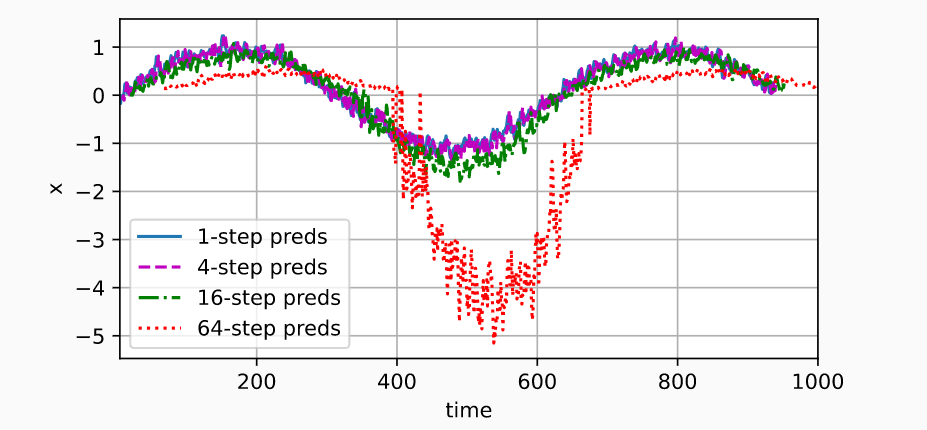 1
0
−1
−2
−3
−4
−5
x
1-step preds
4-step preds
16-step preds
64-step preds
200 400 600 800 1000
time